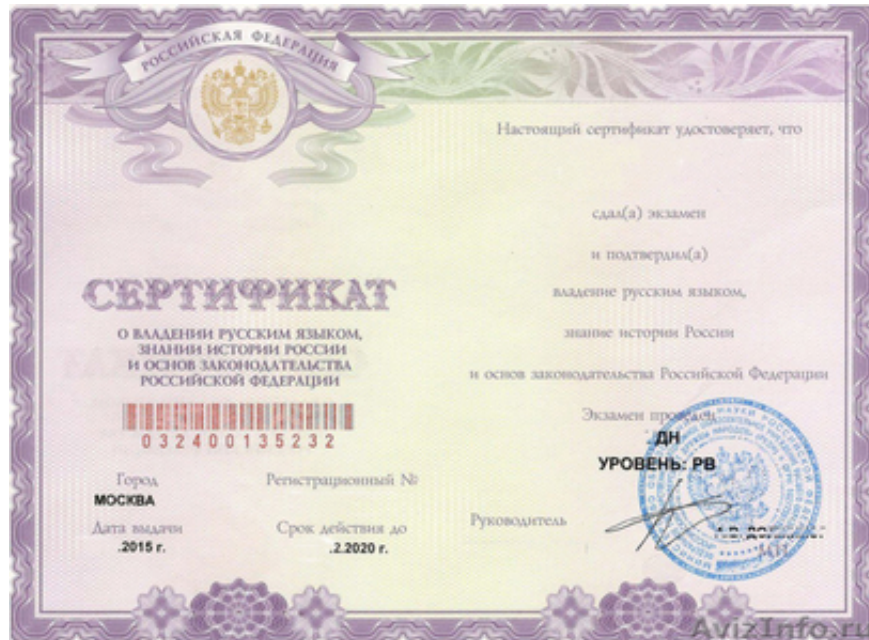 РОССИЙСКАЯ ФЕДЕРАЦИЯ
СЕРТИФИКАТ
О ВЛАДЕНИИ РУССКИМ ЯЗЫКОМ,
ЗНАНИИ ИСТОРИИ РОССИИ
И ОСНОВ ЗАКОНОДАТЕЛЬСТВА
РОССИЙСКОЙ ФЕДЕРАЦИИ
032400135232
Город
МОСКВА
Регистрационный №
Дата выдачи
.2015 г.
Срок действия до
.2.2020 г.
Настоящий сертификат удостоверяет, что
сдал(а) экзамен
и подтвердил(а)
владение русским языком,
знание истории России
и основ законодательства Российской Федерации
Экзамен проведен
ДН
УРОВЕНЬ: РВ
Руководитель
AvizInfo.ru